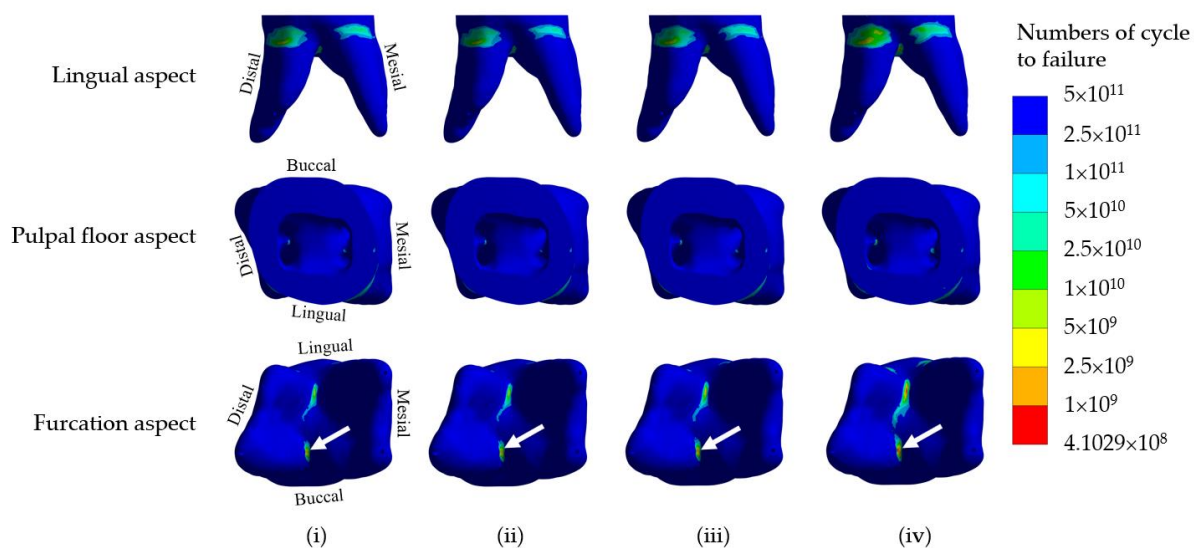 Lingual aspect
Distal
Mesial
Numbers of cycle
to failure
5×10¹¹
2.5×10¹¹
1×10¹¹
5×10¹⁰
2.5×10¹⁰
1×10¹⁰
5×10⁹
2.5×10⁹
1×10⁹
4.1029×10⁸
Pulpal floor aspect
Buccal
Distal
Mesial
Lingual
Furcation aspect
Lingual
Distal
Mesial
Buccal
(i) (ii) (iii) (iv)